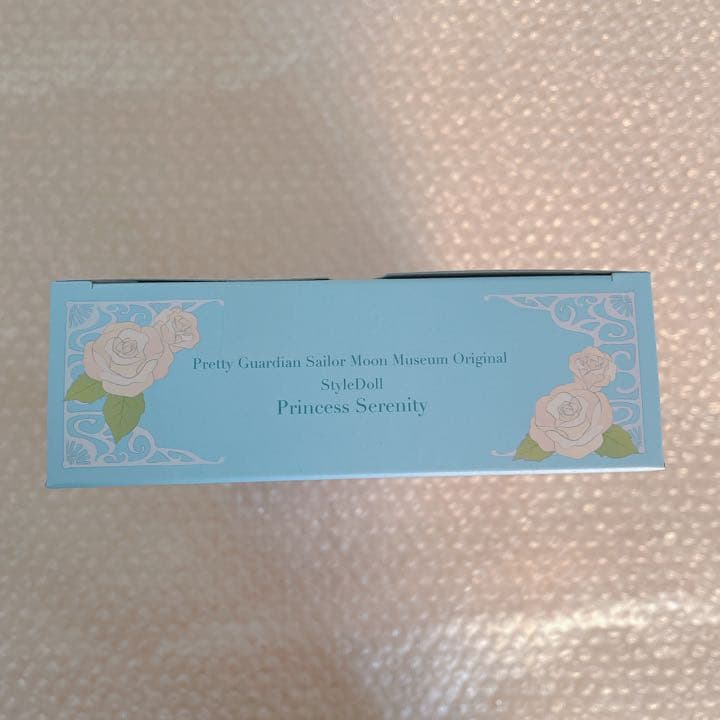 Pretty Guardian Sailor Moon Museum Original
StyleDoll
Princess Serenity